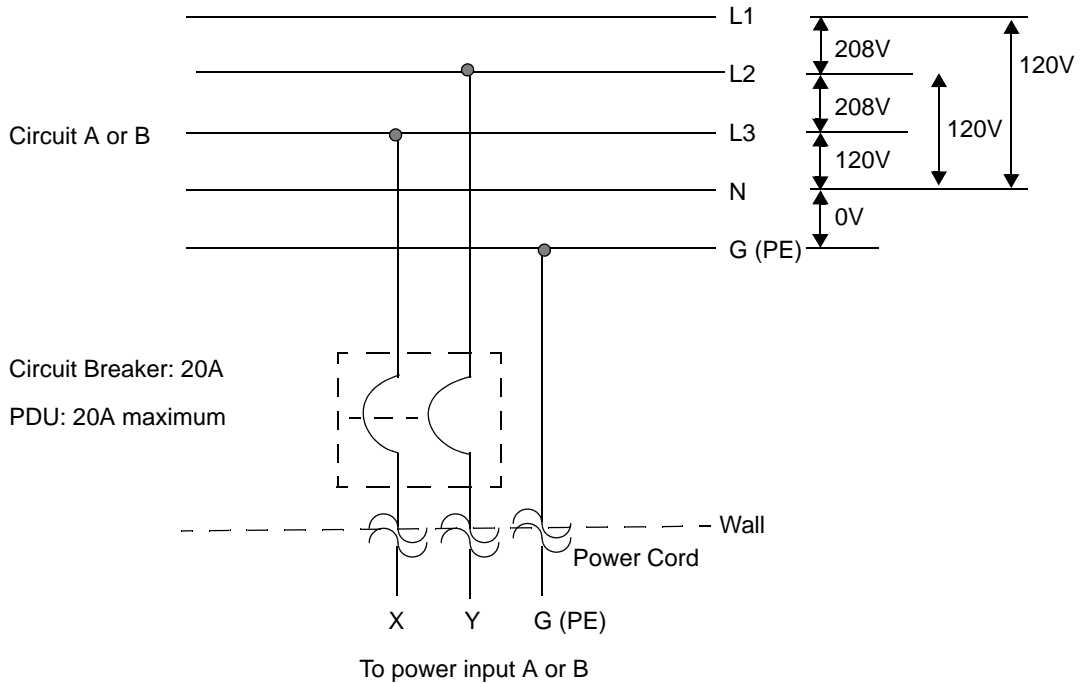 L1
208V
120V
L2
208V
120V
Circuit A or B
L3
120V
N
0V
G (PE)
Circuit Breaker: 20A
PDU: 20A maximum
Wall
Power Cord
X Y G (PE)
To power input A or B